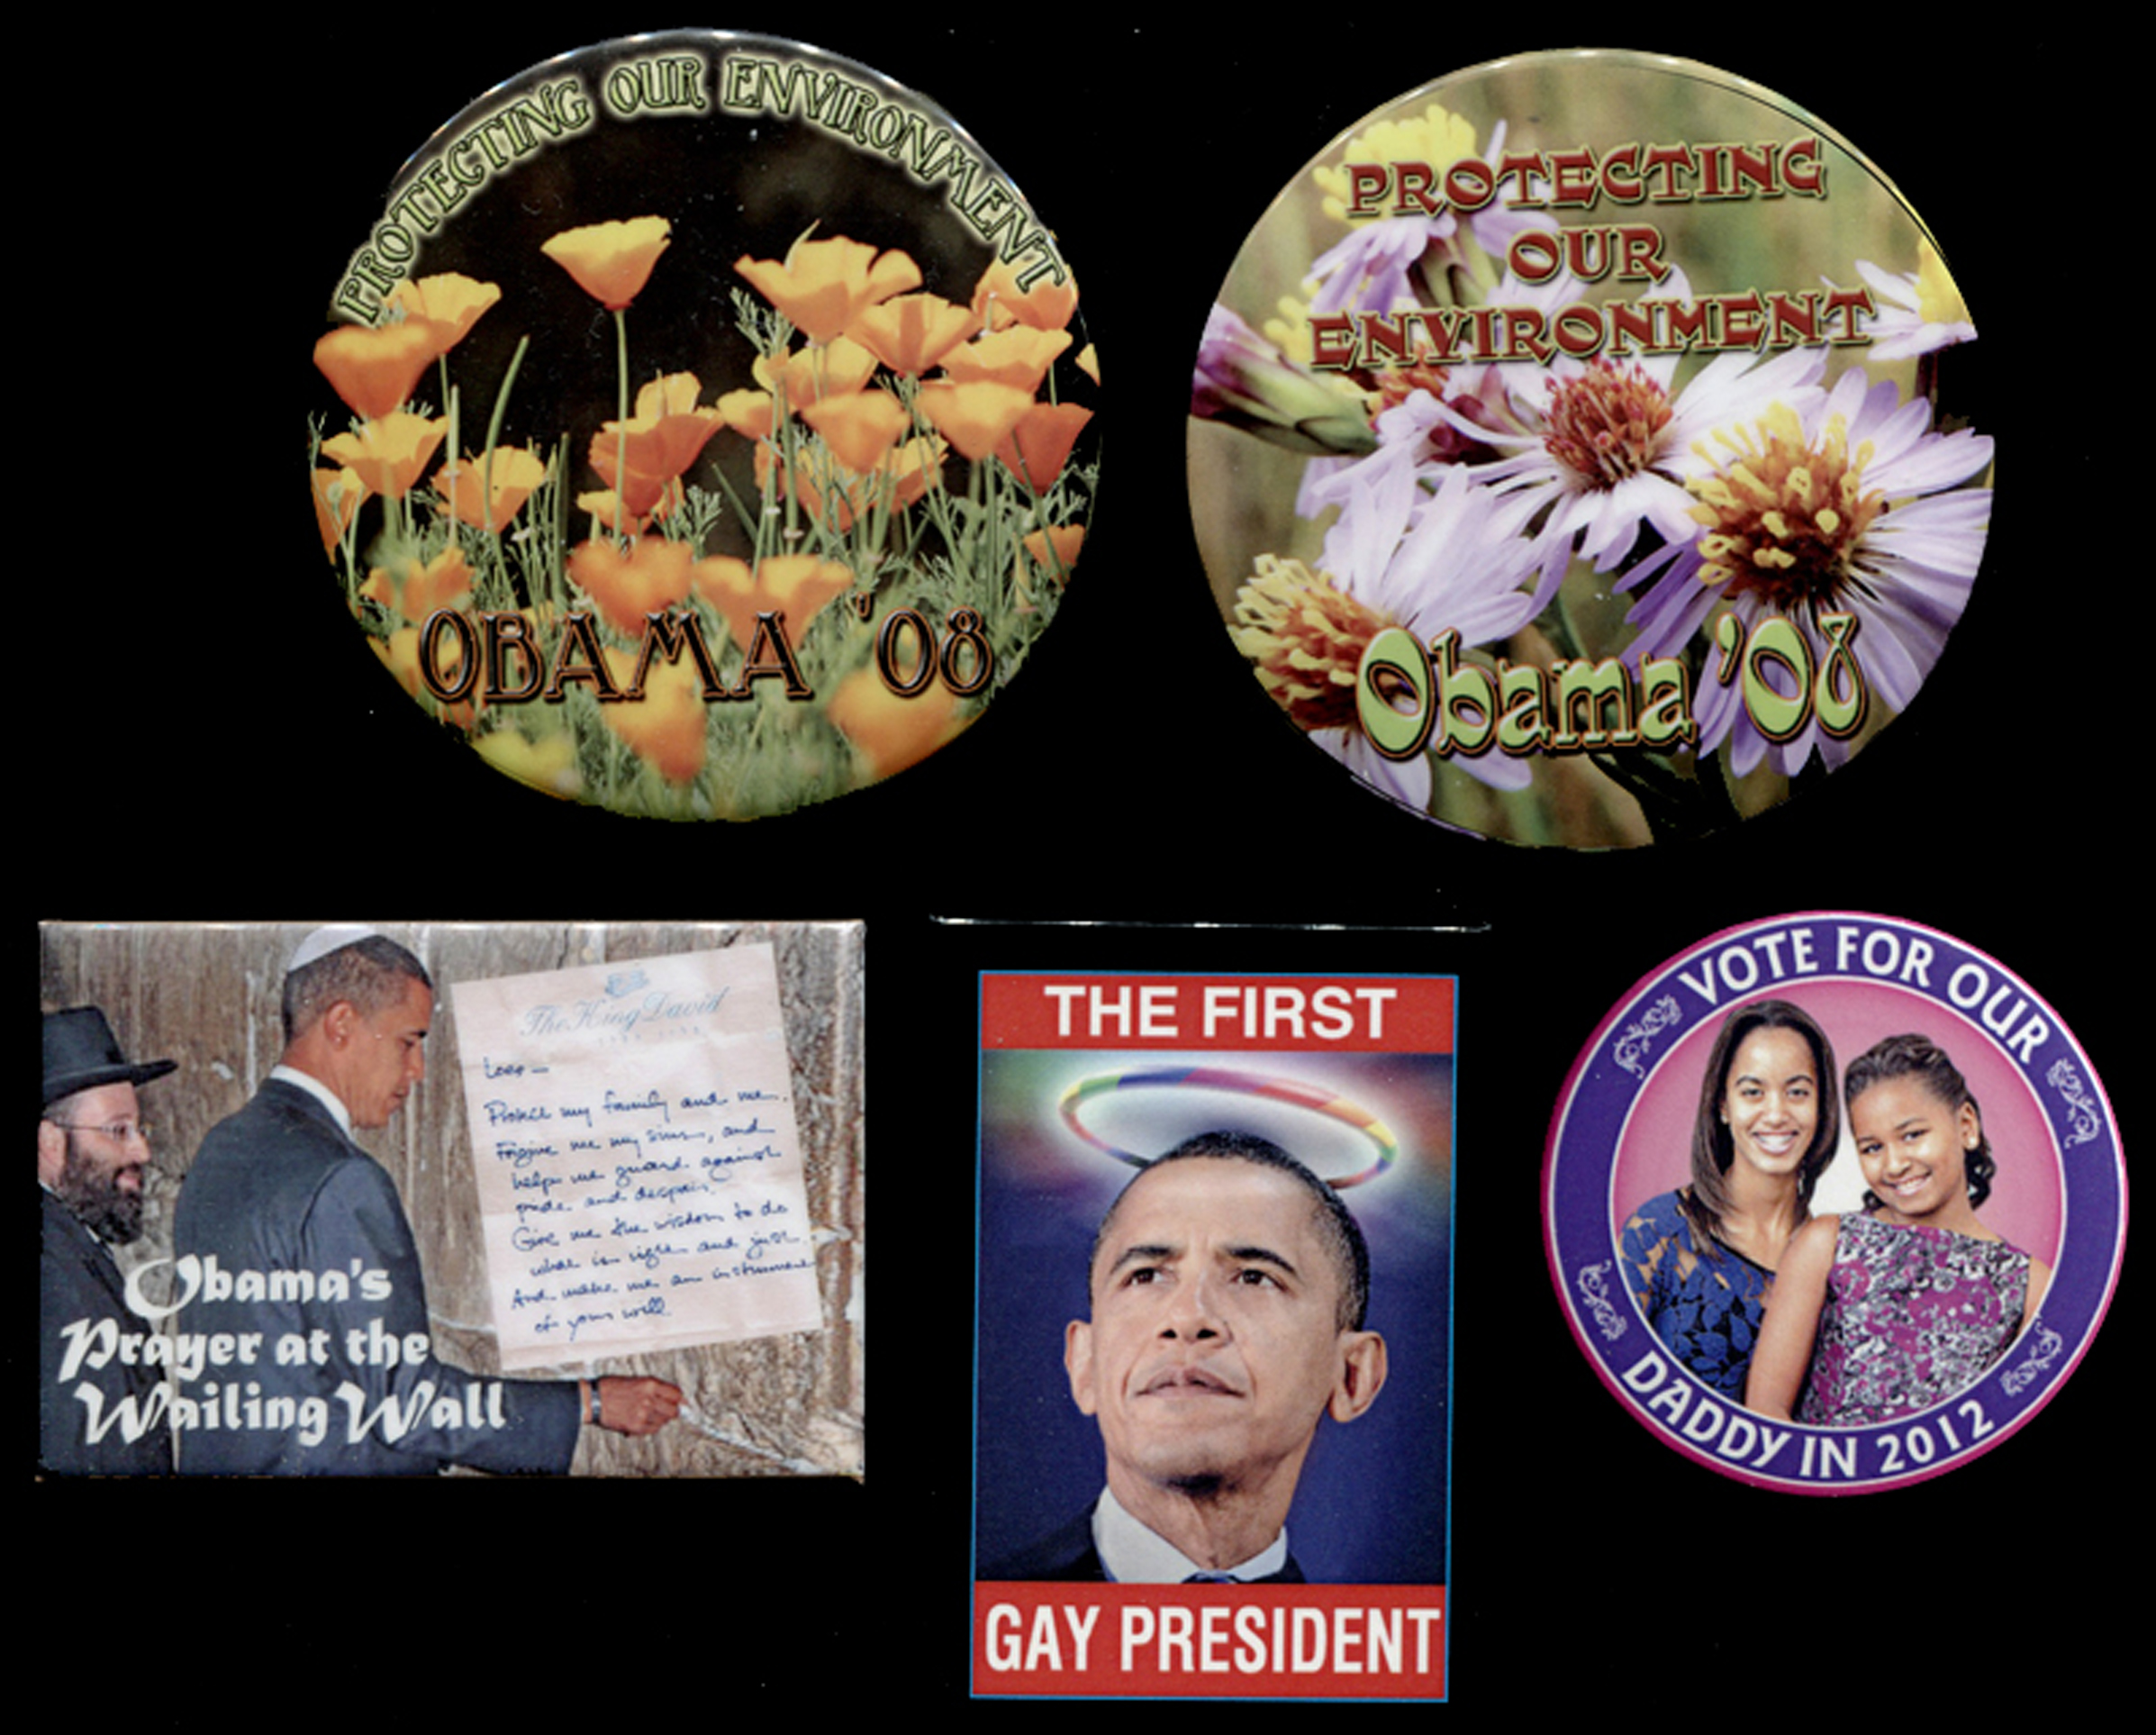 PROTECTING OUR ENVIRONMENT
OBAMA '08
PROTECTING
OUR
ENVIRONMENT
Obama '08
The King David
Lord —
Protect my family and me.
Forgive me my sins, and
help me guard against
pride and despair.
Give me the wisdom to do
what is right and just.
And make me an instrument
of your will.
Obama's
Prayer at the
Wailing Wall
THE FIRST
GAY PRESIDENT
VOTE FOR OUR
DADDY IN 2012